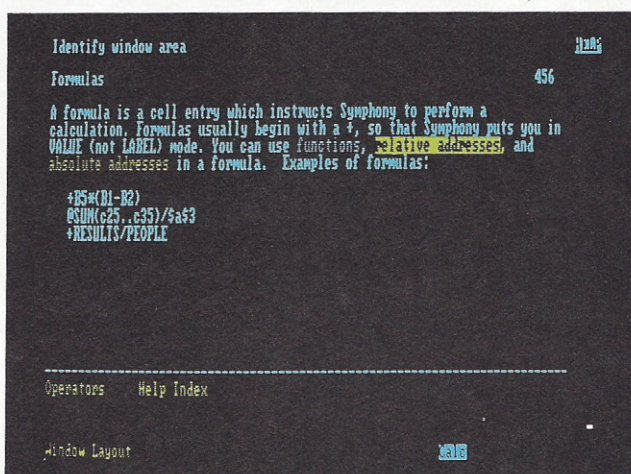 Identify window area
Formulas 456
A formula is a cell entry which instructs Symphony to perform a
calculation. Formulas usually begin with a +, so that Symphony puts you in
VALUE (not LABEL) mode. You can use functions, relative addresses, and
absolute addresses in a formula. Examples of formulas:
+B5*(B1-B2)
@SUM(c25..c35)/$a$3
+RESULTS/PEOPLE
Operators Help Index
Window Layout Calc